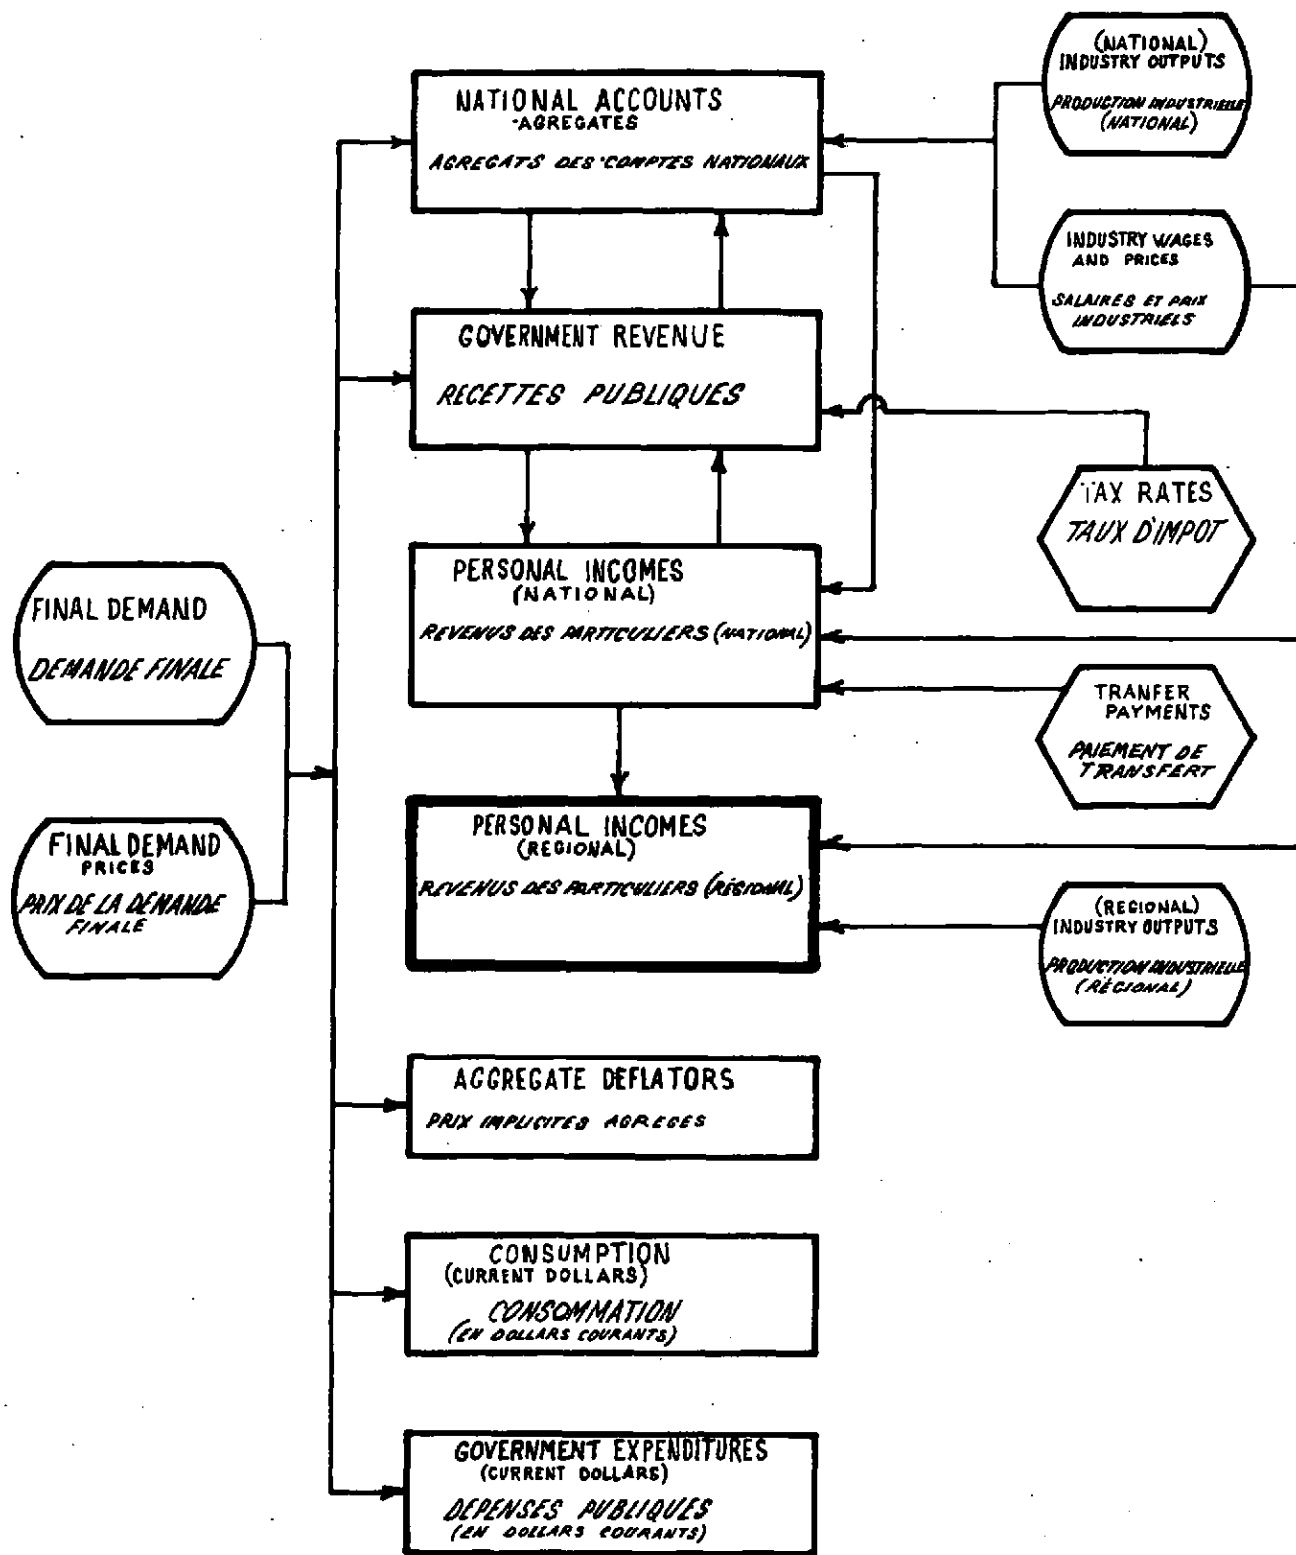 (NATIONAL)
INDUSTRY OUTPUTS
PRODUCTION INDUSTRIELLE
(NATIONAL)
NATIONAL ACCOUNTS
AGREGATES
AGREGATS DES COMPTES NATIONAUX
INDUSTRY WAGES
AND PRICES
SALAIRES ET PRIX
INDUSTRIELS
GOVERNMENT REVENUE
RECETTES PUBLIQUES
TAX RATES
TAUX D'IMPOT
PERSONAL INCOMES
(NATIONAL)
REVENUS DES PARTICULIERS (NATIONAL)
FINAL DEMAND
DEMANDE FINALE
TRANFER
PAYMENTS
PAIEMENT DE
TRANSFERT
FINAL DEMAND
PRICES
PRIX DE LA DÉMANDE
FINALE
PERSONAL INCOMES
(REGIONAL)
REVENUS DES PARTICULIERS (RÉGIONAL)
(REGIONAL)
INDUSTRY OUTPUTS
PRODUCTION INDUSTRIELLE
(RÉGIONAL)
AGGREGATE DEFLATORS
PRIX IMPLICITES AGREGES
CONSUMPTION
(CURRENT DOLLARS)
CONSOMMATION
(EN DOLLARS COURANTS)
GOVERNMENT EXPENDITURES
(CURRENT DOLLARS)
DEPENSES PUBLIQUES
(EN DOLLARS COURANTS)